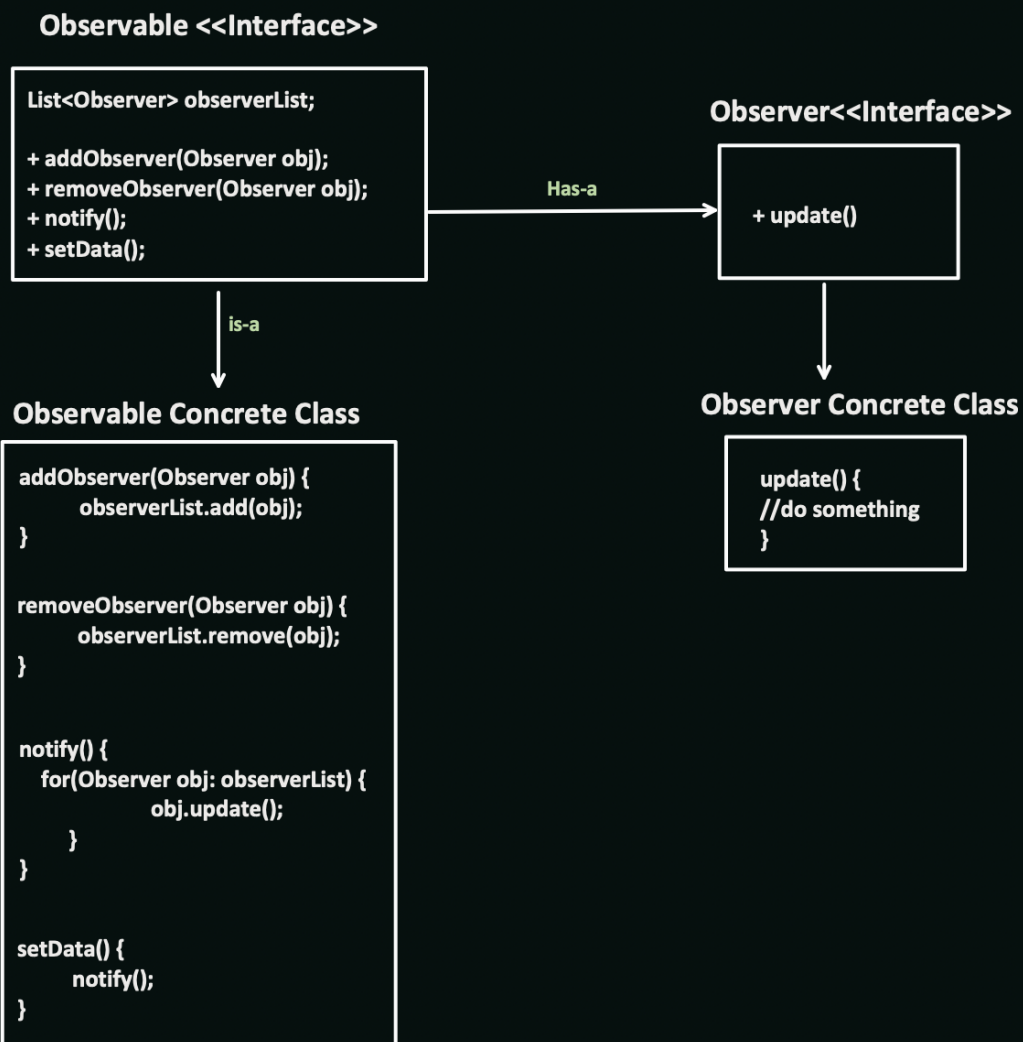 Observable <<Interface>>
List<Observer> observerList;
+ addObserver(Observer obj);
+ removeObserver(Observer obj);
+ notify();
+ setData();
Has-a
Observer<<Interface>>
+ update()
is-a
Observable Concrete Class
addObserver(Observer obj) {
observerList.add(obj);
}
removeObserver(Observer obj) {
observerList.remove(obj);
}
notify() {
for(Observer obj: observerList) {
obj.update();
}
}
setData() {
notify();
}
Observer Concrete Class
update() {
//do something
}